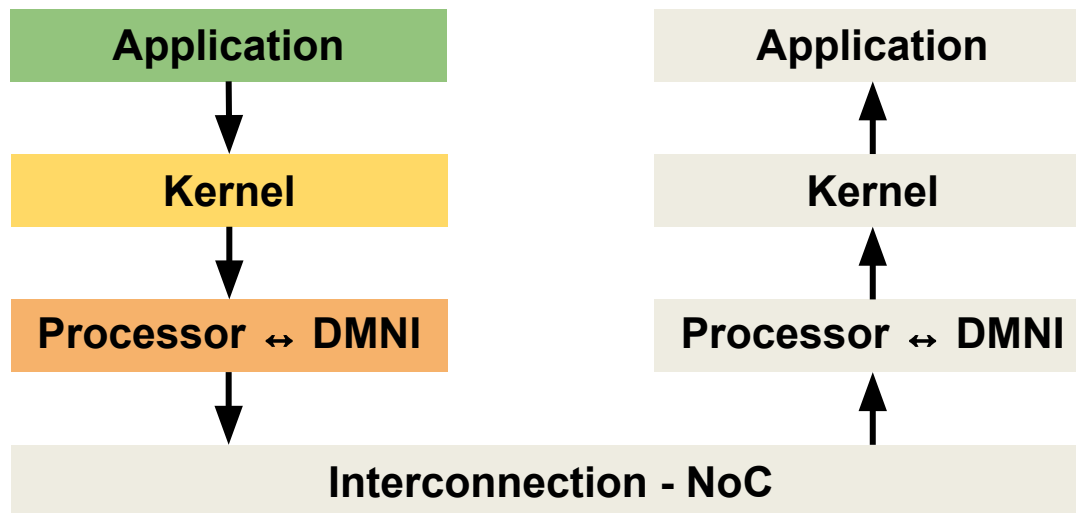 Application
Kernel
Processor ↔ DMNI
Application
Kernel
Processor ↔ DMNI
Interconnection - NoC